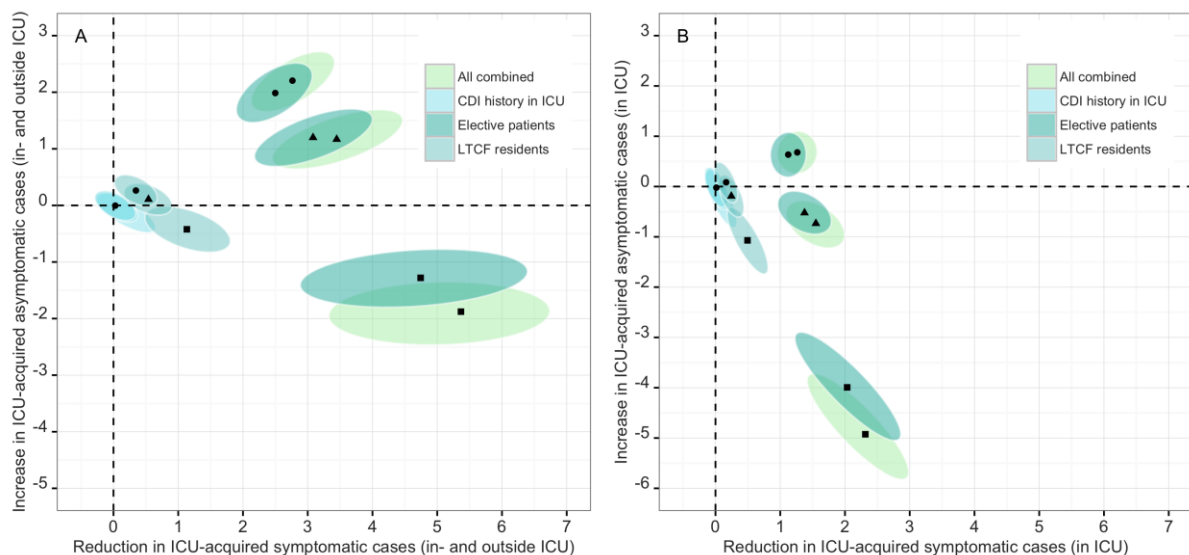 A
3
2
1
0
-1
-2
-3
-4
-5
0 1 2 3 4 5 6 7
Increase in ICU-acquired asymptomatic cases (in- and outside ICU)
Reduction in ICU-acquired symptomatic cases (in- and outside ICU)
All combined
CDI history in ICU
Elective patients
LTCF residents
B
3
2
1
0
-1
-2
-3
-4
-5
-6
0 1 2 3 4 5 6 7
Increase in ICU-acquired asymptomatic cases (in ICU)
Reduction in ICU-acquired symptomatic cases (in ICU)
All combined
CDI history in ICU
Elective patients
LTCF residents